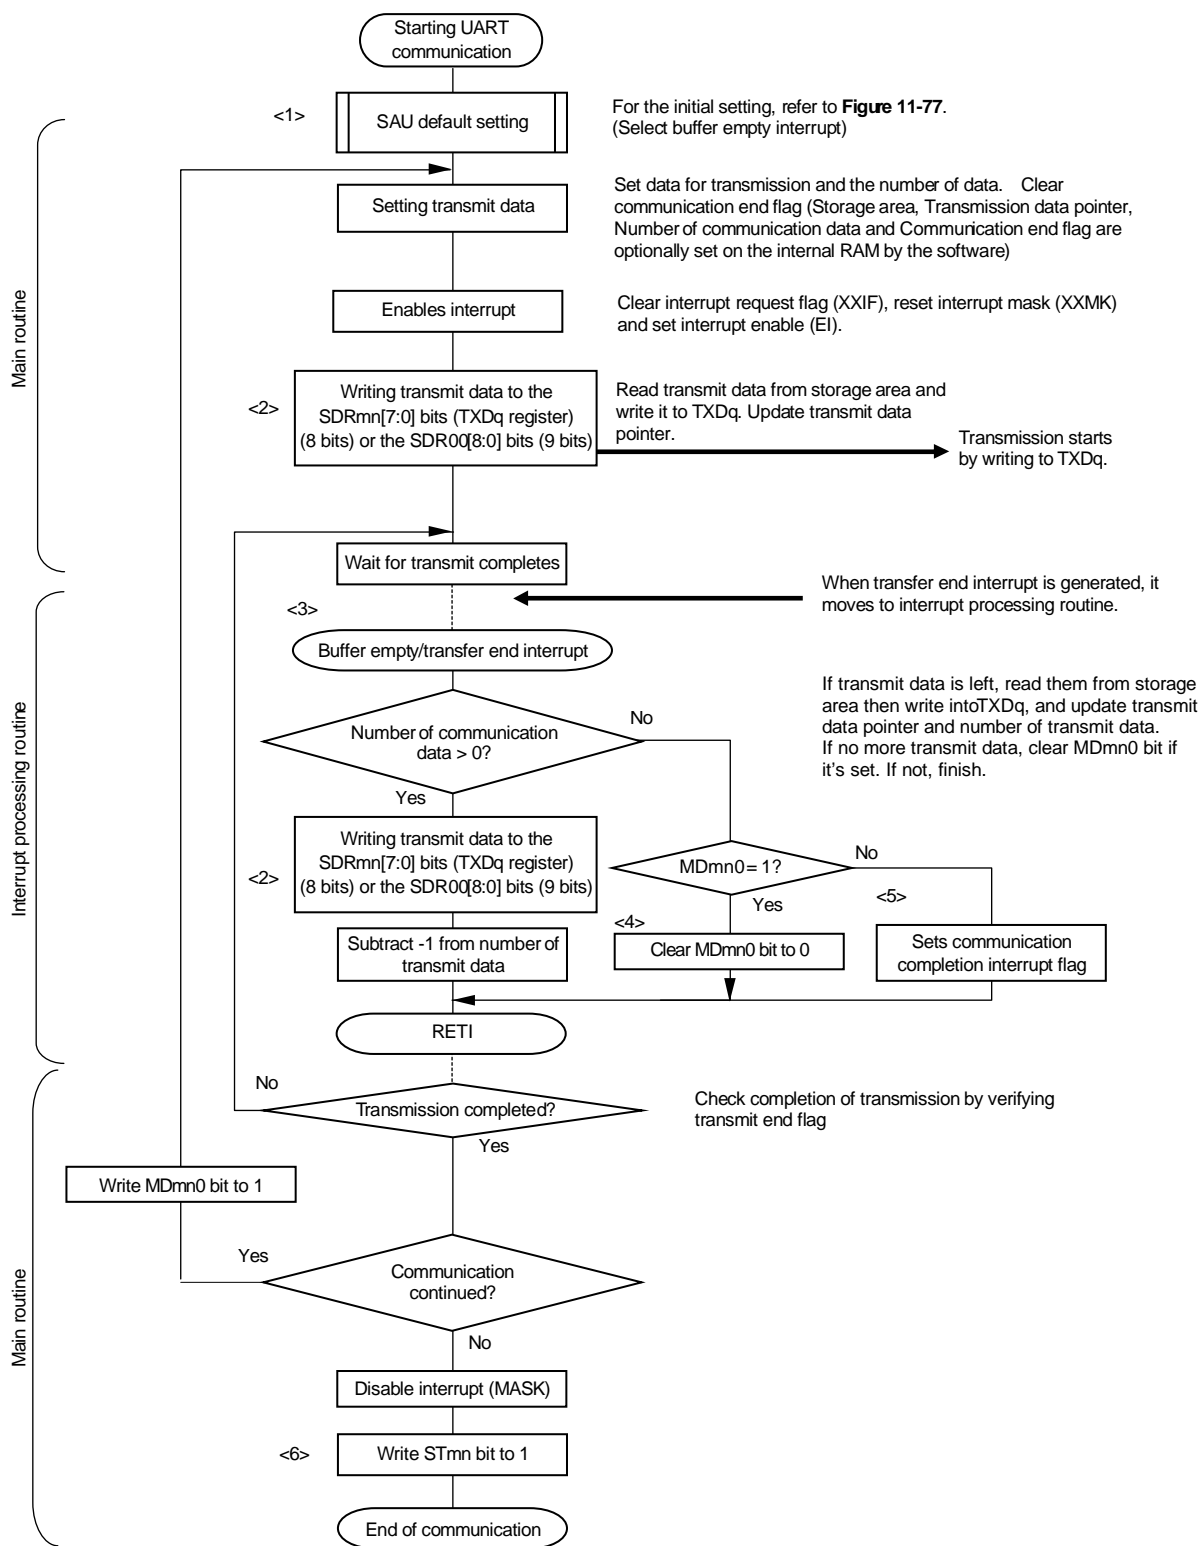 Starting UART
communication
<1>
SAU default setting
For the initial setting, refer to Figure 11-77.
(Select buffer empty interrupt)
Setting transmit data
Set data for transmission and the number of data. Clear
communication end flag (Storage area, Transmission data pointer,
Number of communication data and Communication end flag are
optionally set on the internal RAM by the software)
Main routine
Enables interrupt
Clear interrupt request flag (XXIF), reset interrupt mask (XXMK)
and set interrupt enable (EI).
<2>
Writing transmit data to the
SDRmn[7:0] bits (TXDq register)
(8 bits) or the SDR00[8:0] bits (9 bits)
Read transmit data from storage area and
write it to TXDq. Update transmit data
pointer.
Transmission starts
by writing to TXDq.
Wait for transmit completes
When transfer end interrupt is generated, it
moves to interrupt processing routine.
<3>
Buffer empty/transfer end interrupt
Interrupt processing routine
If transmit data is left, read them from storage
area then write intoTXDq, and update transmit
data pointer and number of transmit data.
If no more transmit data, clear MDmn0 bit if
it's set. If not, finish.
Number of communication
data > 0?
No
Yes
<2>
Writing transmit data to the
SDRmn[7:0] bits (TXDq register)
(8 bits) or the SDR00[8:0] bits (9 bits)
MDmn0 = 1?
No
Yes
<5>
<4>
Subtract -1 from number of
transmit data
Clear MDmn0 bit to 0
Sets communication
completion interrupt flag
RETI
No
Transmission completed?
Check completion of transmission by verifying
transmit end flag
Yes
Write MDmn0 bit to 1
Main routine
Yes
Communication
continued?
No
Disable interrupt (MASK)
<6>
Write STmn bit to 1
End of communication